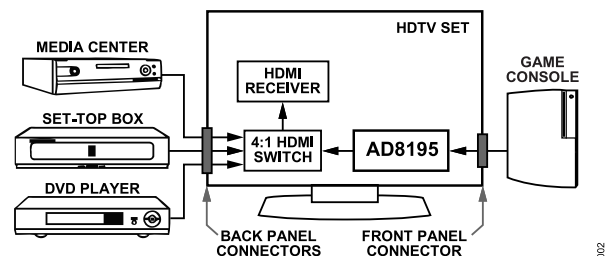 HDTV SET
MEDIA CENTER
HDMI
RECEIVER
GAME
CONSOLE
SET-TOP BOX
4:1 HDMI
SWITCH
AD8195
DVD PLAYER
BACK PANEL
CONNECTORS
FRONT PANEL
CONNECTOR
002